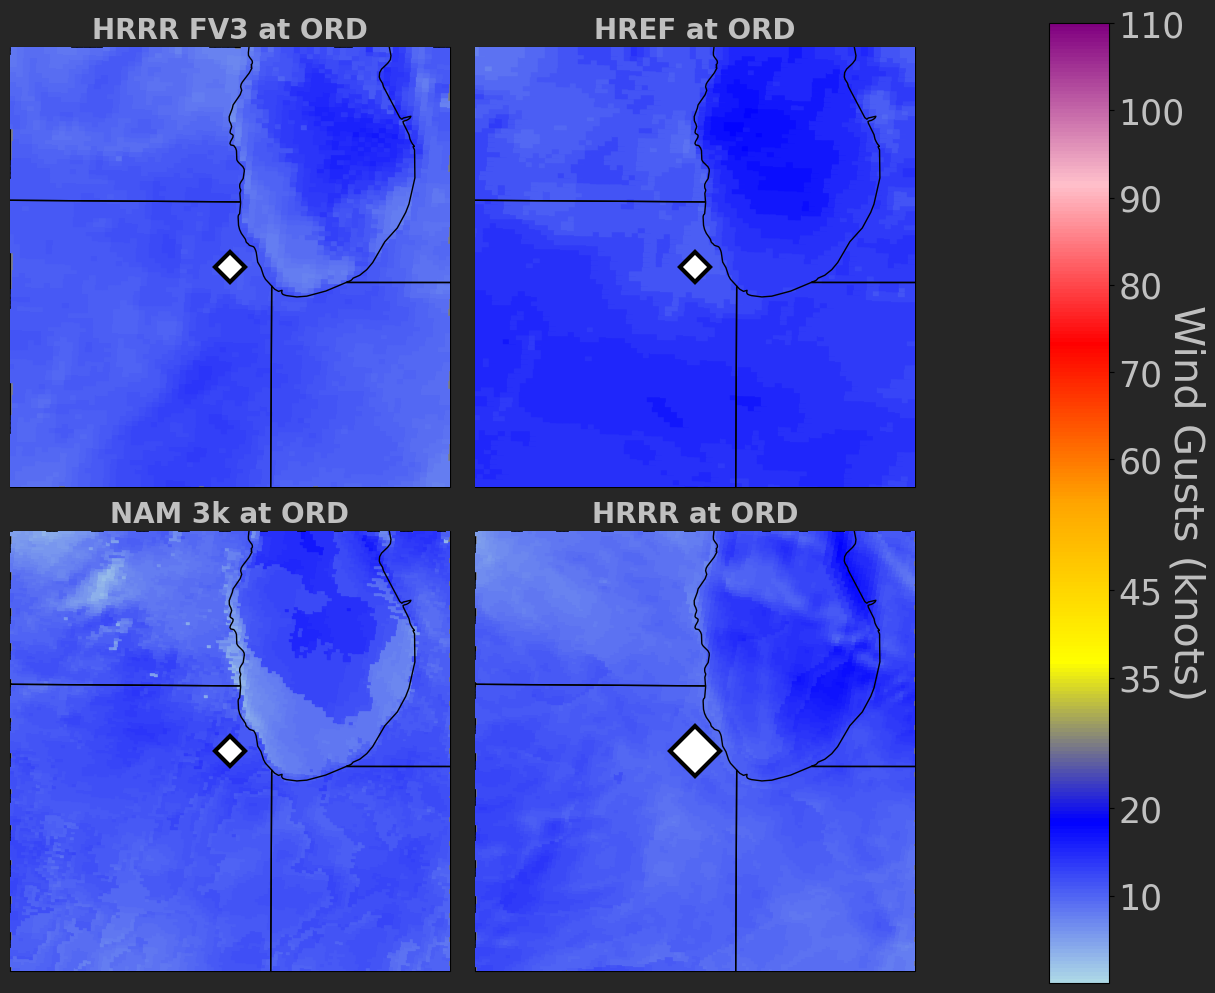 HRRR FV3 at ORD
HREF at ORD
NAM 3k at ORD
HRRR at ORD
110
100
90
80
70
60
45
35
20
10
Wind Gusts (knots)